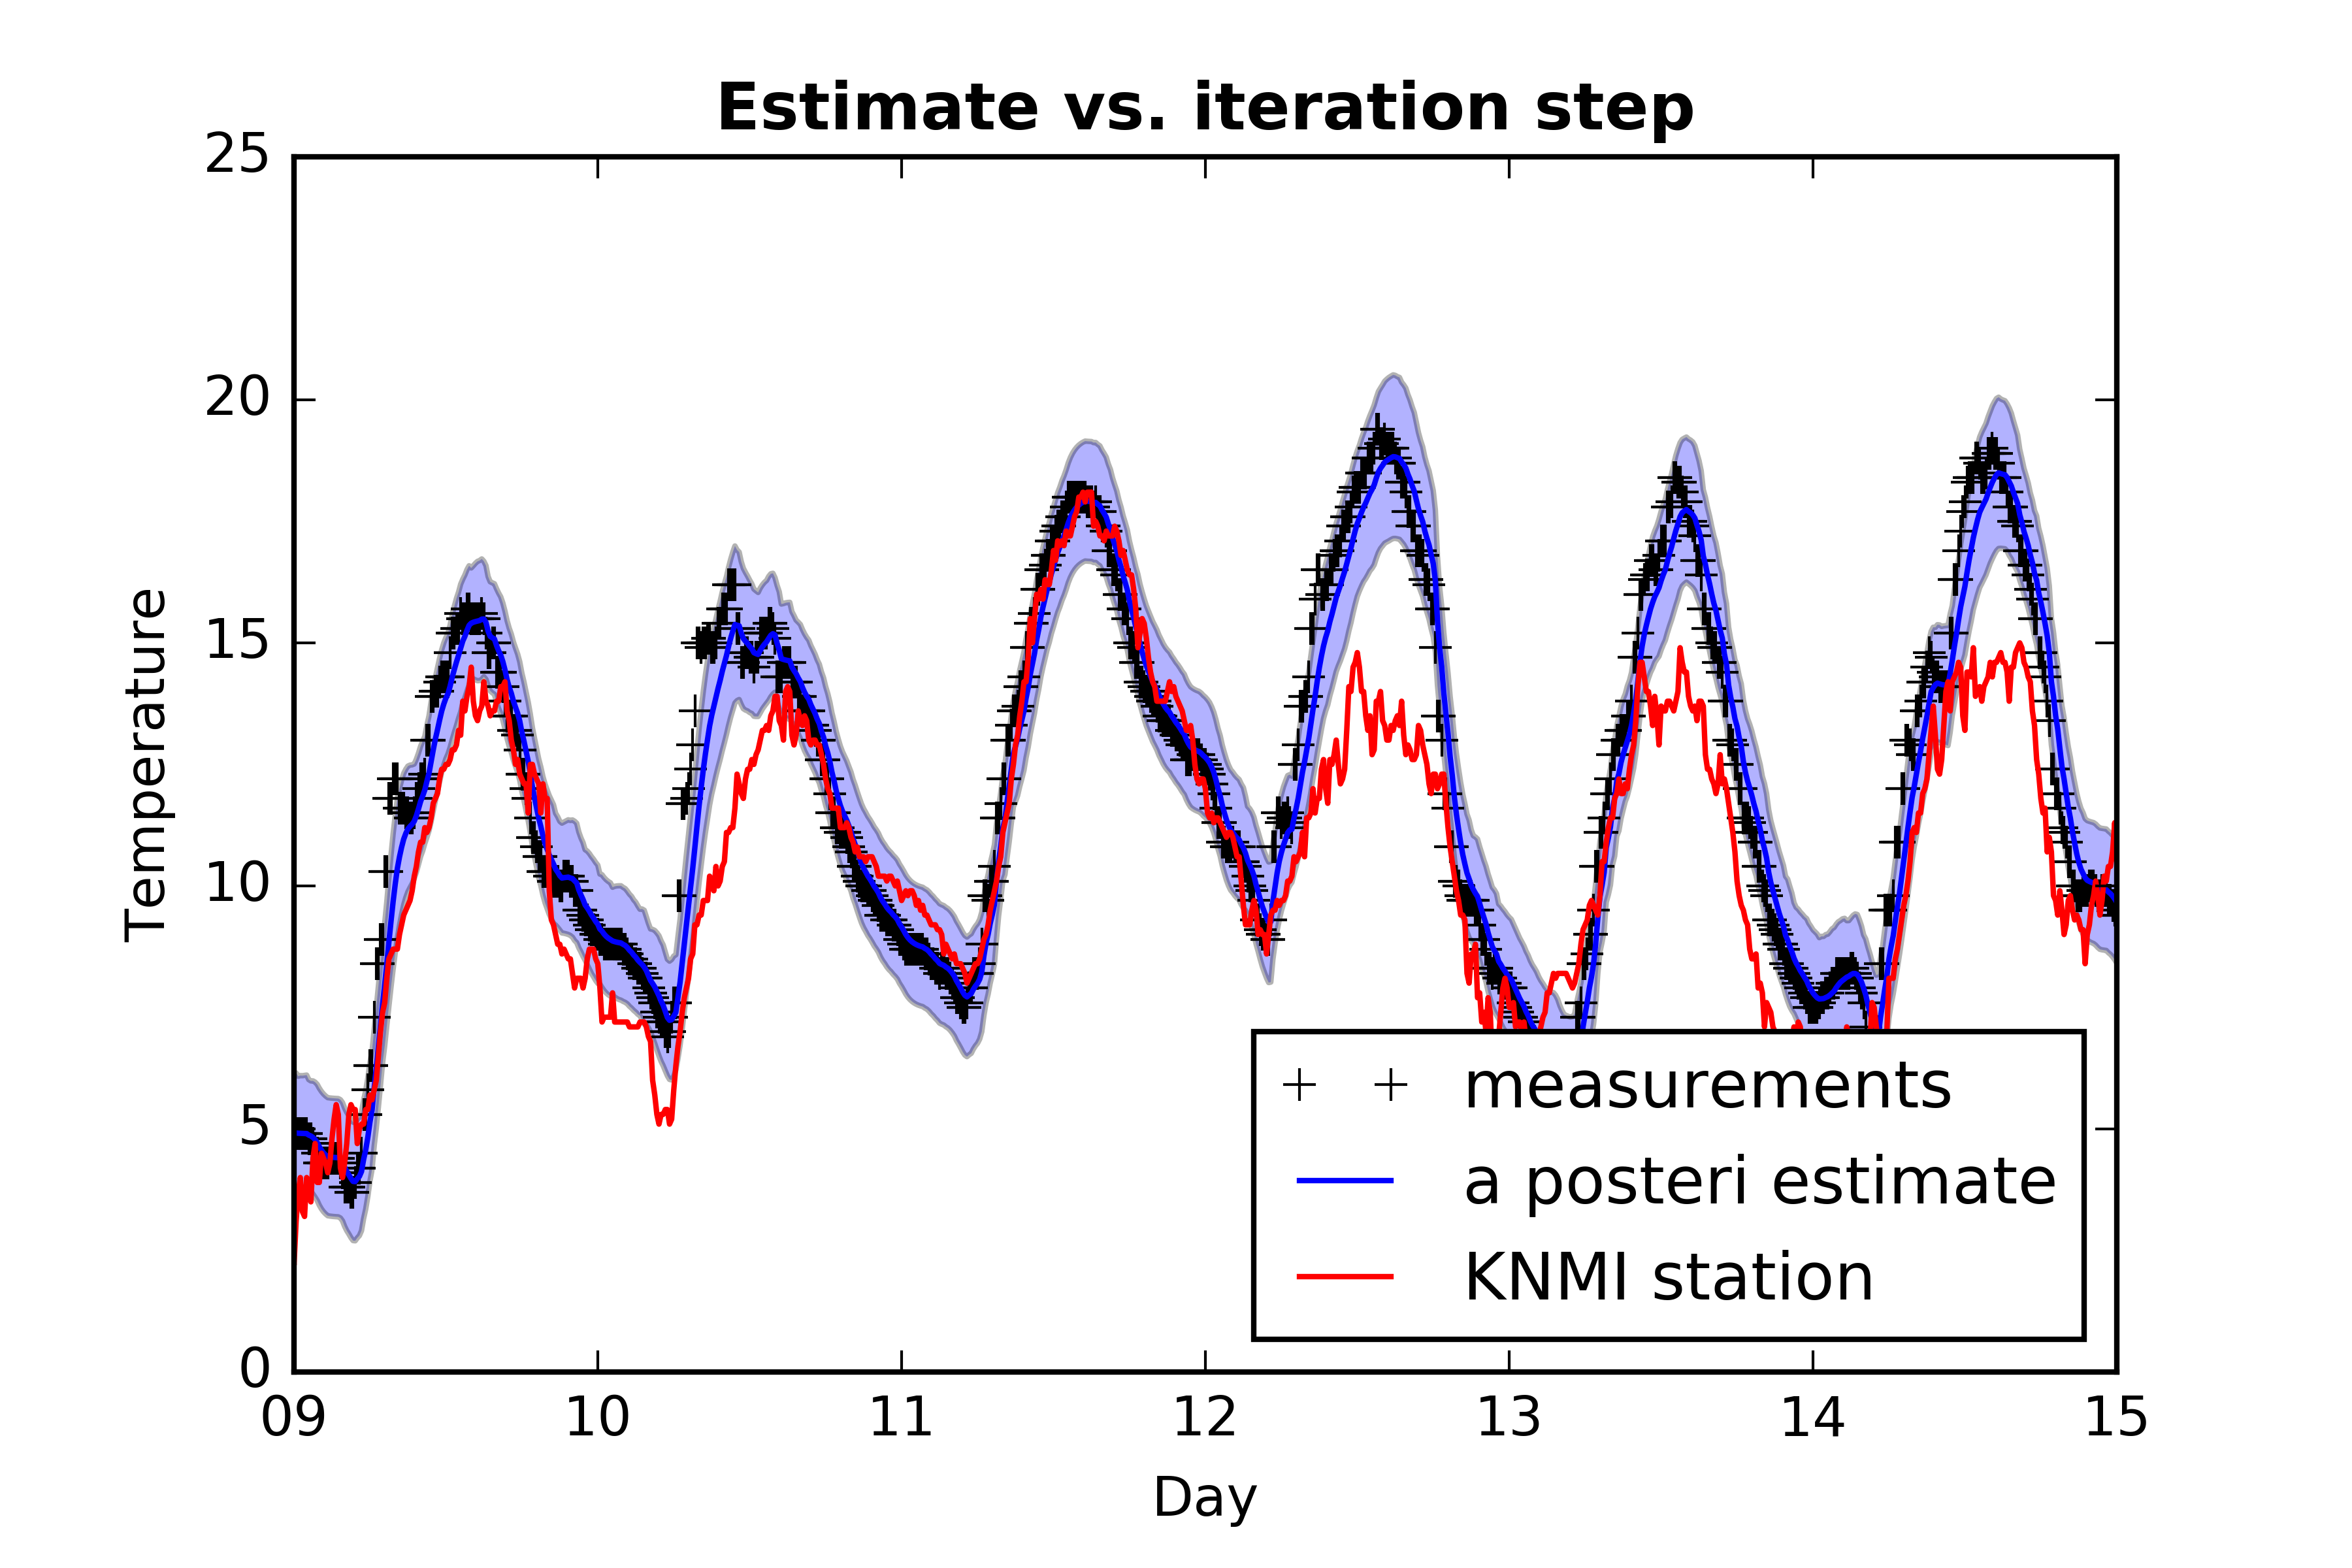 Estimate vs. iteration step
25
20
15
10
5
0
Temperature
measurements
a posteri estimate
KNMI station
09 10 11 12 13 14 15
Day